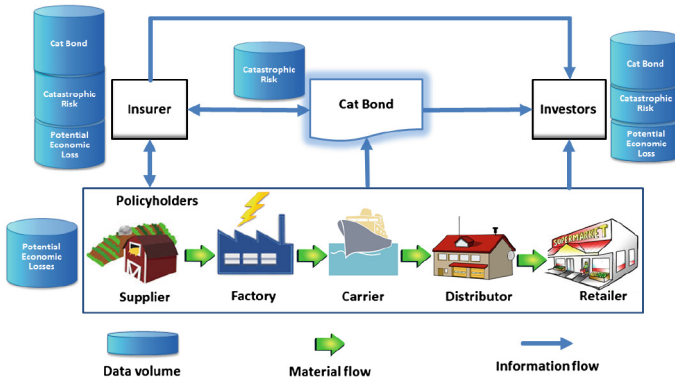 Cat Bond
Catastrophic
Risk
Potential
Economic
Loss
Insurer
Catastrophic
Risk
Cat Bond
Investors
Cat Bond
Catastrophic
Risk
Potential
Economic
Loss
Policyholders
Potential
Economic
Losses
SUPERMARKET
Supplier
Factory
Carrier
Distributor
Retailer
Data volume
Material flow
Information flow